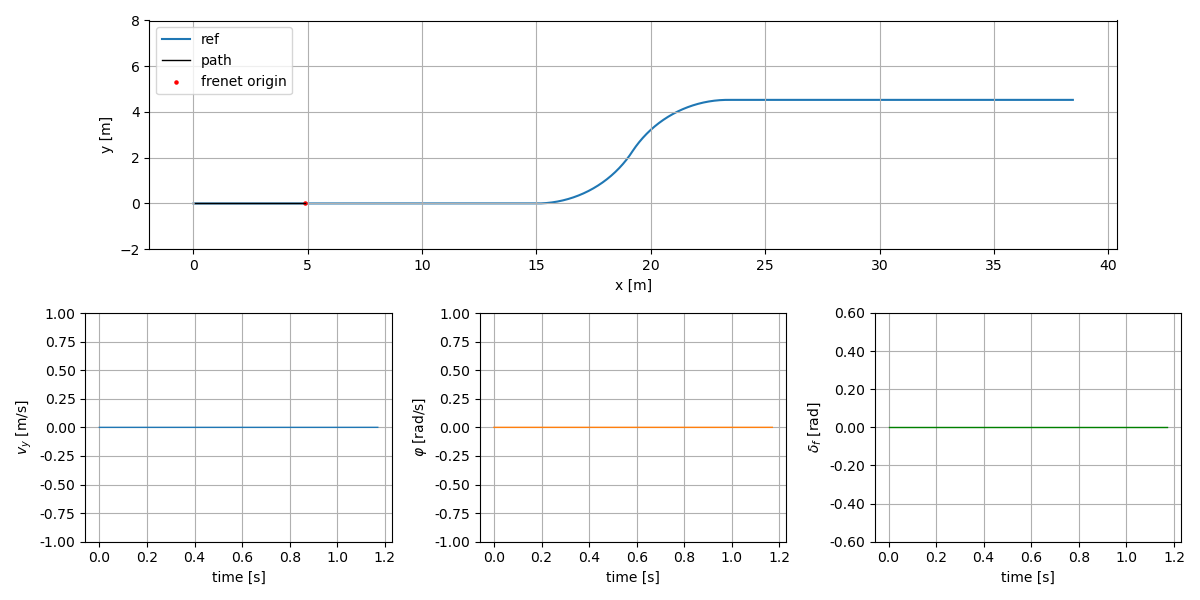 8
6
4
2
0
−2
y [m]
ref
path
frenet origin
0 5 10 15 20 25 30 35 40
x [m]
1.00
0.75
0.50
0.25
0.00
-0.25
-0.50
-0.75
-1.00
v_y [m/s]
0.0 0.2 0.4 0.6 0.8 1.0 1.2
time [s]
1.00
0.75
0.50
0.25
0.00
-0.25
-0.50
-0.75
-1.00
φ [rad/s]
0.0 0.2 0.4 0.6 0.8 1.0 1.2
time [s]
0.60
0.40
0.20
0.00
-0.20
-0.40
-0.60
δ_f [rad]
0.0 0.2 0.4 0.6 0.8 1.0 1.2
time [s]